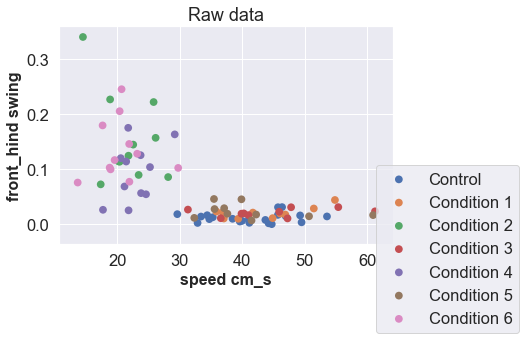 Raw data
front_hind swing
0.3
0.2
0.1
0.0
20 30 40 50 60
speed cm_s
Control
Condition 1
Condition 2
Condition 3
Condition 4
Condition 5
Condition 6